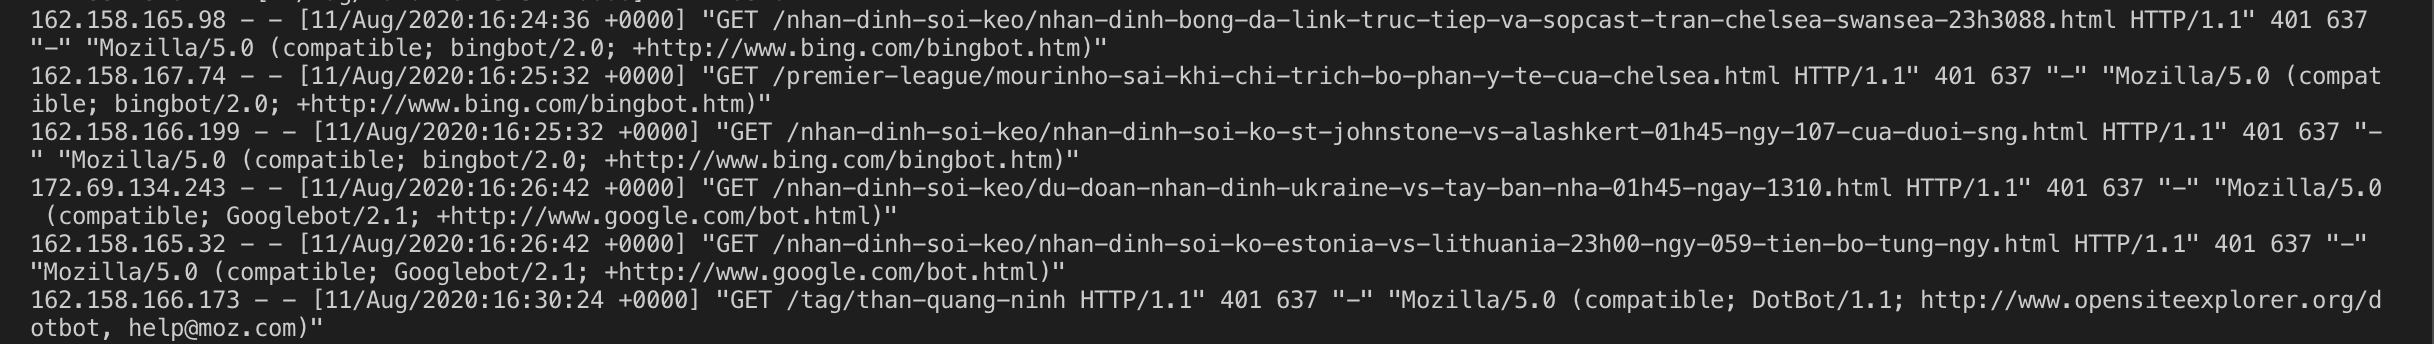 162.158.165.98 - - [11/Aug/2020:16:24:36 +0000] "GET /nhan-dinh-soi-keo/nhan-dinh-bong-da-link-truc-tiep-va-sopcast-tran-chelsea-swansea-23h3088.html HTTP/1.1" 401 637
"-" "Mozilla/5.0 (compatible; bingbot/2.0; +http://www.bing.com/bingbot.htm)"
162.158.167.74 - - [11/Aug/2020:16:25:32 +0000] "GET /premier-league/mourinho-sai-khi-chi-trich-bo-phan-y-te-cua-chelsea.html HTTP/1.1" 401 637 "-" "Mozilla/5.0 (compat
ible; bingbot/2.0; +http://www.bing.com/bingbot.htm)"
162.158.166.199 - - [11/Aug/2020:16:25:32 +0000] "GET /nhan-dinh-soi-keo/nhan-dinh-soi-ko-st-johnstone-vs-alashkert-01h45-ngy-107-cua-duoi-sng.html HTTP/1.1" 401 637 "-
" "Mozilla/5.0 (compatible; bingbot/2.0; +http://www.bing.com/bingbot.htm)"
172.69.134.243 - - [11/Aug/2020:16:26:42 +0000] "GET /nhan-dinh-soi-keo/du-doan-nhan-dinh-ukraine-vs-tay-ban-nha-01h45-ngay-1310.html HTTP/1.1" 401 637 "-" "Mozilla/5.0
(compatible; Googlebot/2.1; +http://www.google.com/bot.html)"
162.158.165.32 - - [11/Aug/2020:16:26:42 +0000] "GET /nhan-dinh-soi-keo/nhan-dinh-soi-ko-estonia-vs-lithuania-23h00-ngy-059-tien-bo-tung-ngy.html HTTP/1.1" 401 637 "-"
"Mozilla/5.0 (compatible; Googlebot/2.1; +http://www.google.com/bot.html)"
162.158.166.173 - - [11/Aug/2020:16:30:24 +0000] "GET /tag/than-quang-ninh HTTP/1.1" 401 637 "-" "Mozilla/5.0 (compatible; DotBot/1.1; http://www.opensiteexplorer.org/d
otbot, help@moz.com)"